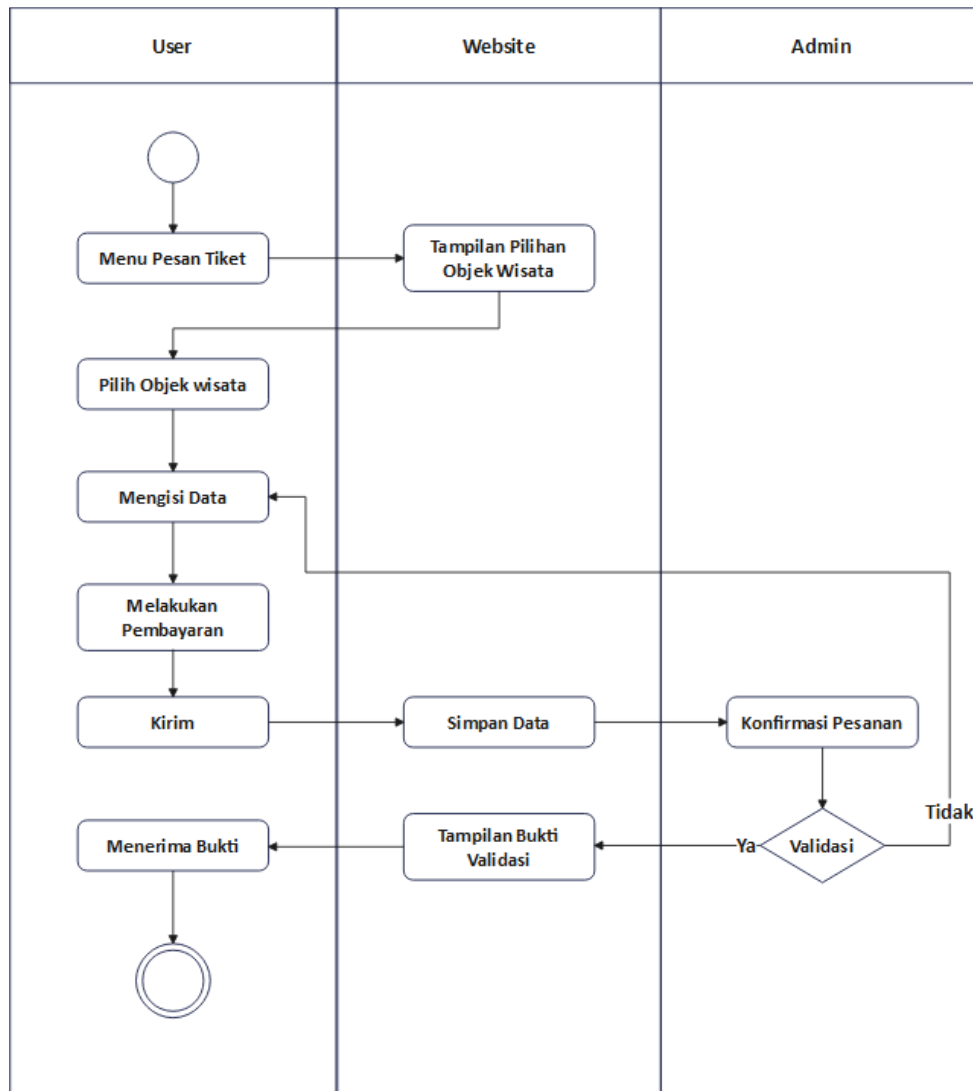 User
Website
Admin
Menu Pesan Tiket
Tampilan Pilihan
Objek Wisata
Pilih Objek wisata
Mengisi Data
Melakukan
Pembayaran
Kirim
Simpan Data
Konfirmasi Pesanan
Tidak
Menerima Bukti
Tampilan Bukti
Validasi
Ya
Validasi